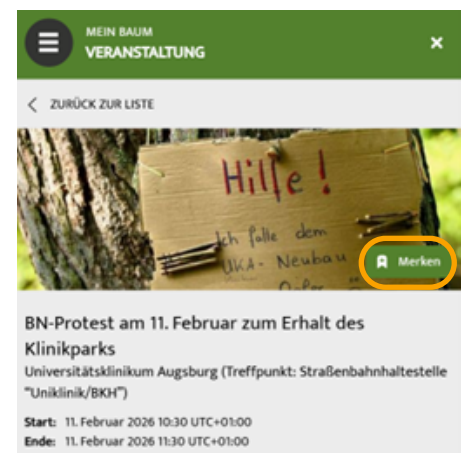 MEIN BAUM
VERANSTALTUNG
ZURÜCK ZUR LISTE
Hilfe!
Ich falle dem
UKA- Neubau
Merken
BN-Protest am 11. Februar zum Erhalt des
Klinikparks
Universitätsklinikum Augsburg (Treffpunkt: Straßenbahnhaltestelle
"Uniklinik/BKH")
Start: 11. Februar 2026 10:30 UTC+01:00
Ende: 11. Februar 2026 11:30 UTC+01:00